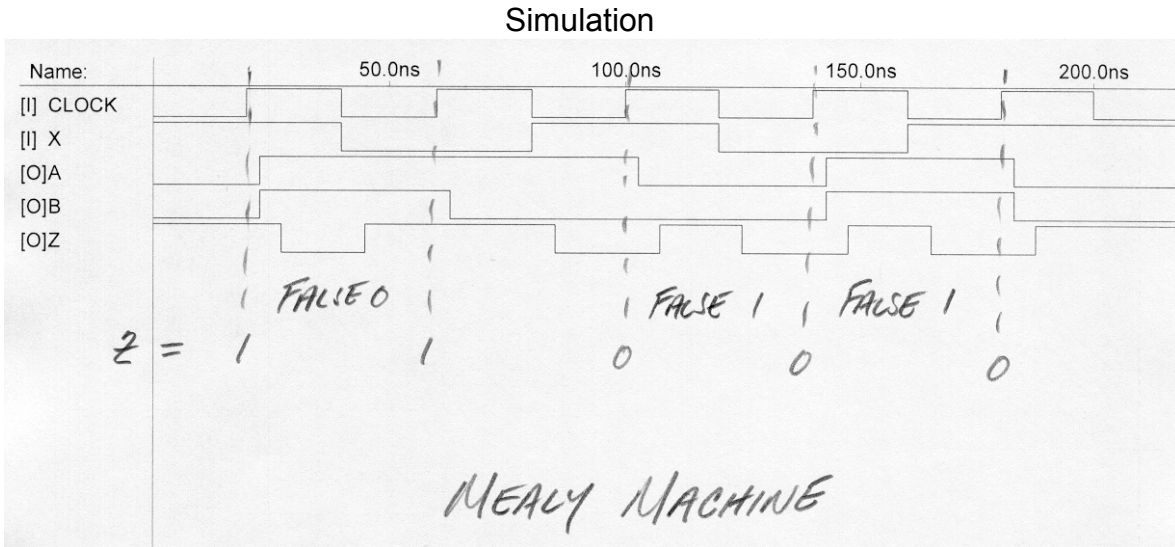 Simulation
Name: 50.0ns 100.0ns 150.0ns 200.0ns
[I] CLOCK
[I] X
[O]A
[O]B
[O]Z
FALSE 0 FALSE 1 FALSE 1
Z = 1 1 0 0 0
MEALY MACHINE